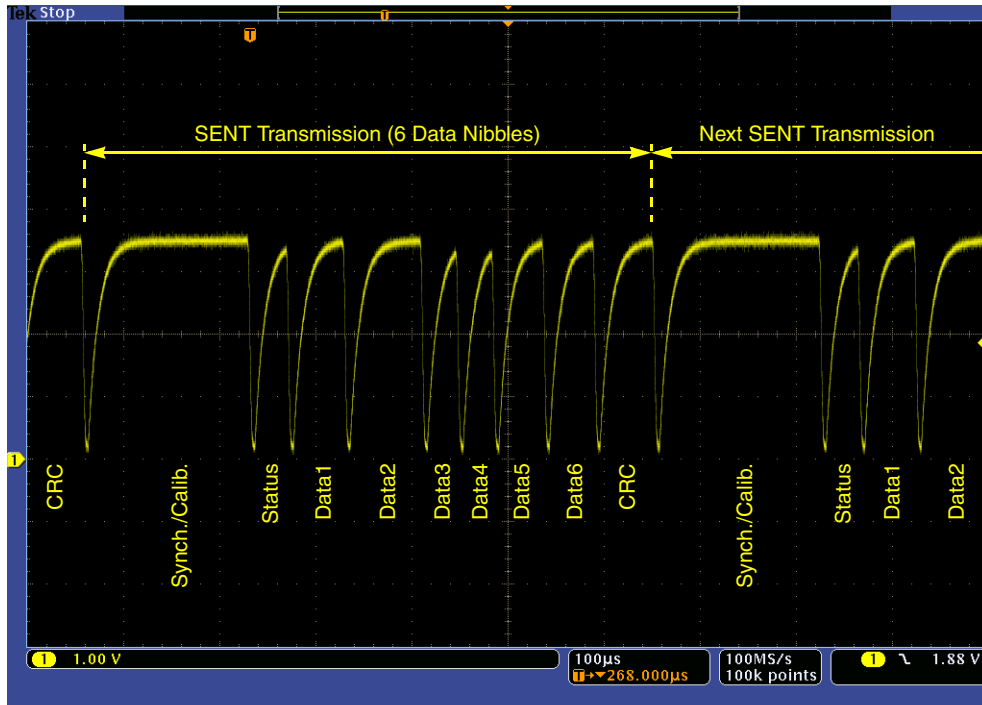 Tek Stop
T
T
SENT Transmission (6 Data Nibbles)
Next SENT Transmission
1
CRC
Synch./Calib.
Status
Data1
Data2
Data3
Data4
Data5
Data6
CRC
Synch./Calib.
Status
Data1
Data2
1 1.00 V
100µs
T→▼268.000µs
100MS/s
100k points
1 1.88 V